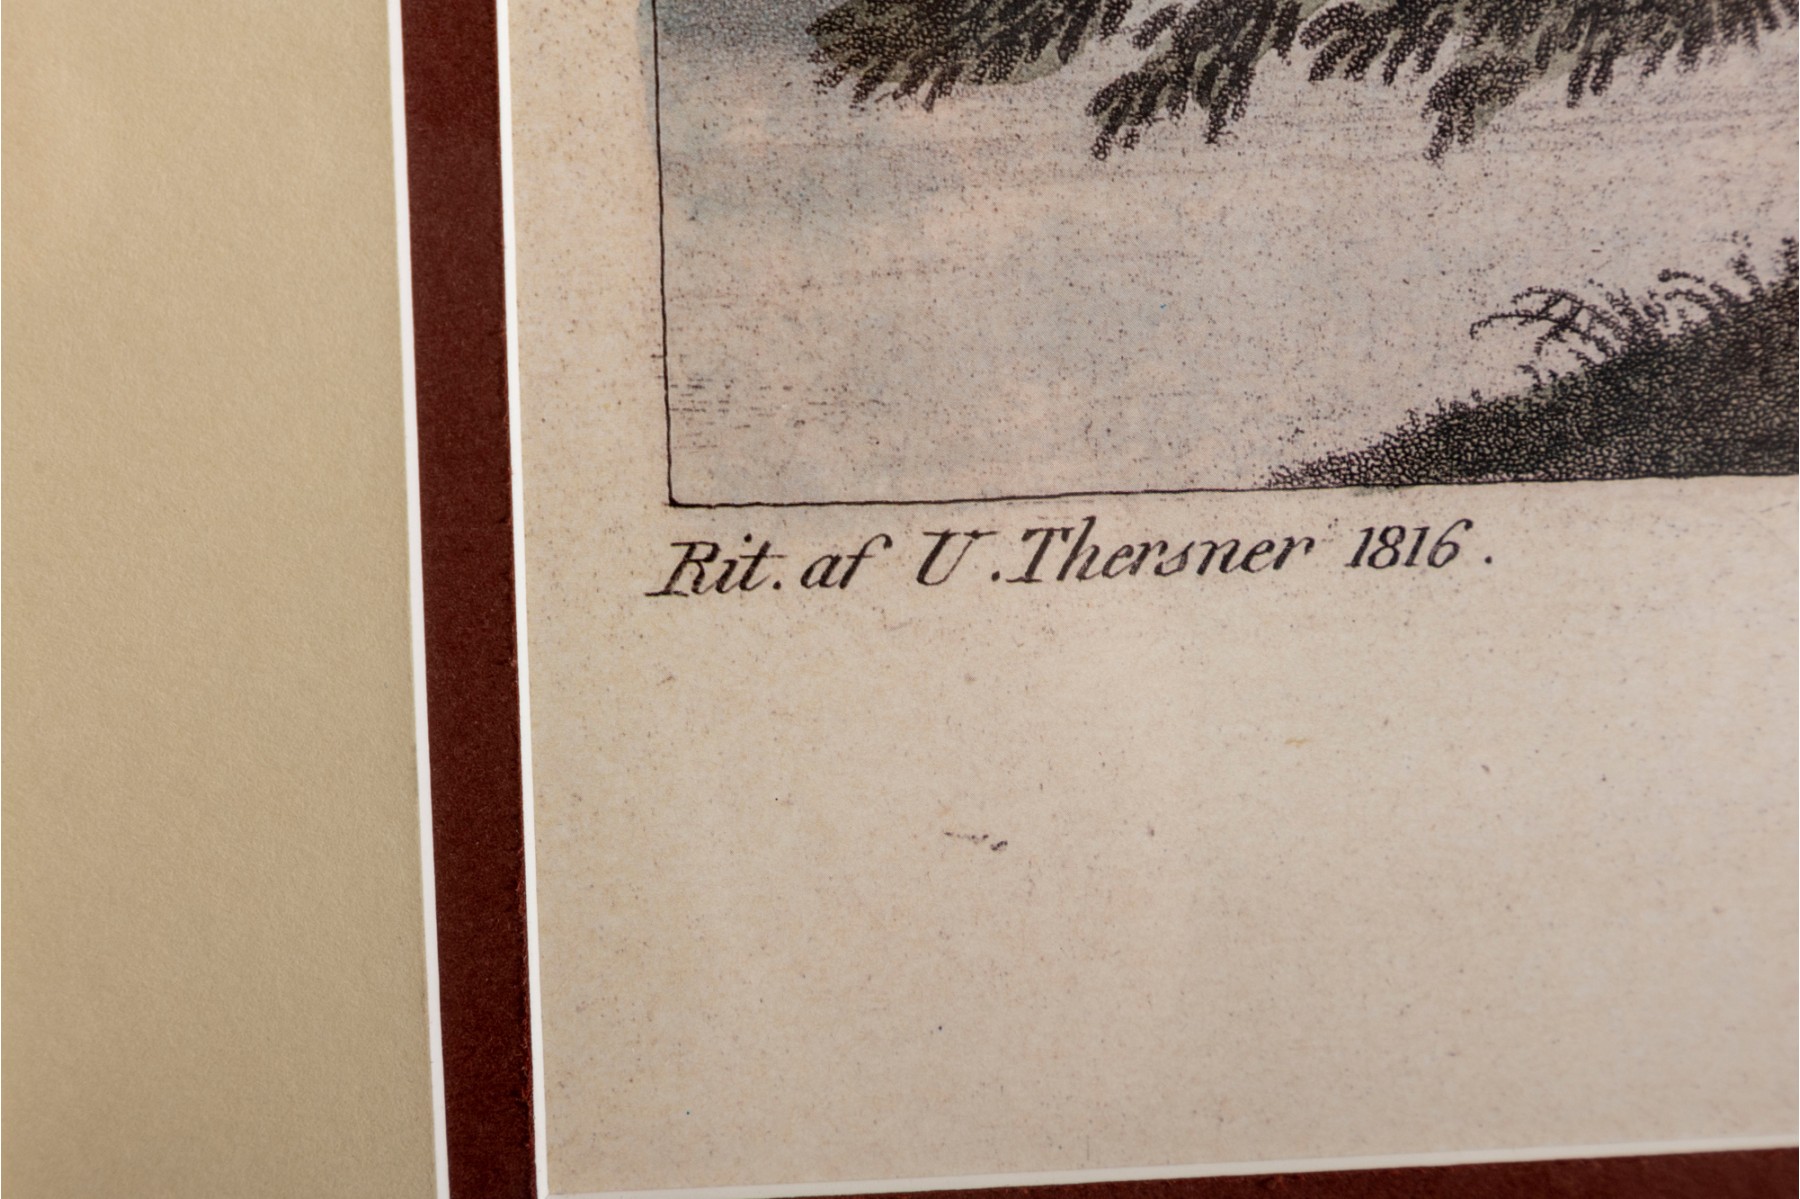 Rit. af U. Thersner 1816.